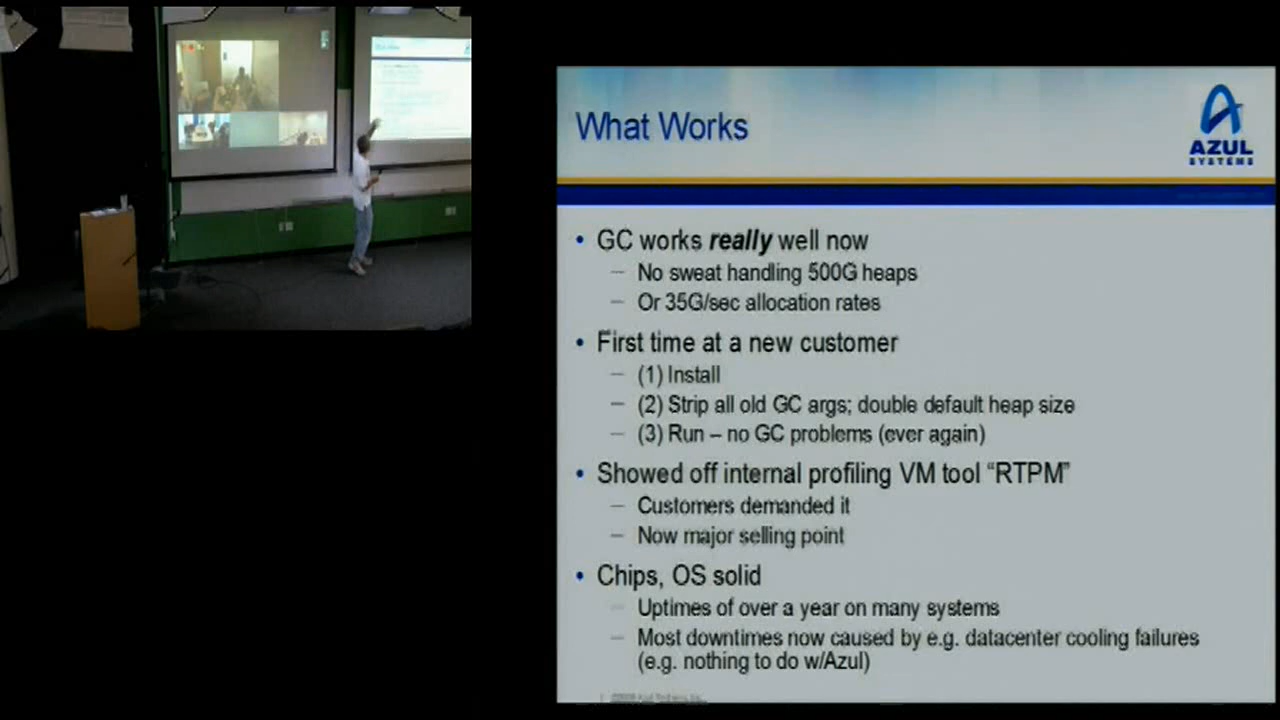 What Works
AZUL
SYSTEMS
• GC works really well now
– No sweat handling 500G heaps
– Or 35G/sec allocation rates
• First time at a new customer
– (1) Install
– (2) Strip all old GC args; double default heap size
– (3) Run – no GC problems (ever again)
• Showed off internal profiling VM tool “RTPM”
– Customers demanded it
– Now major selling point
• Chips, OS solid
– Uptimes of over a year on many systems
– Most downtimes now caused by e.g. datacenter cooling failures
(e.g. nothing to do w/Azul)